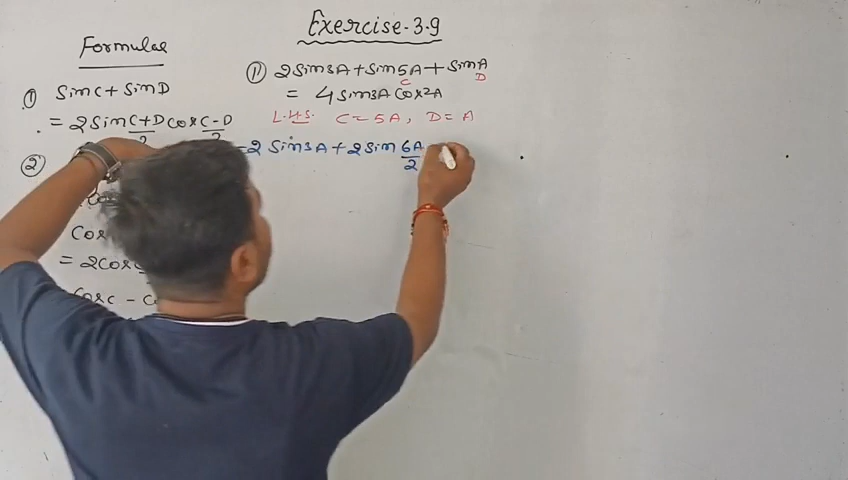 Exercise-3.9
Formulae
① SinC + SinD
= 2Sin C+D/2 Cos C-D/2
②
Cos
= 2Cos
Cosc - C
① 2Sin3A + Sin5A + SinA
C D
= 4Sin3A Cos²A
L.H.S. C = 5A, D = A
= 2 Sin3A + 2Sin 6A/2